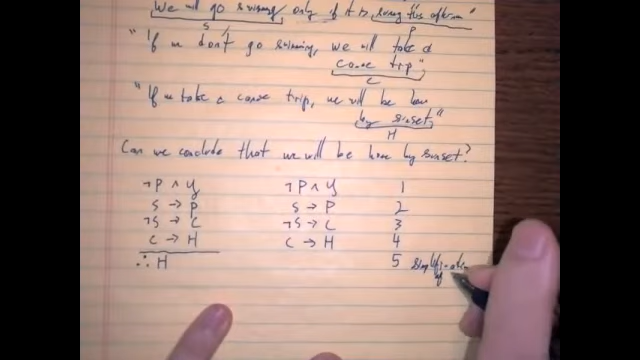 We will go swimming only if it is sunny this afternoon"
S P
"If we don't go swimming, we will take a
canoe trip"
C
"If we take a canoe trip, we will be home
by sunset"
H
Can we conclude that we will be home by sunset?
¬P ∧ Y ¬P ∧ Y 1
S → P S → P 2
¬S → C ¬S → C 3
C → H C → H 4
∴ H 5 Simplification
of